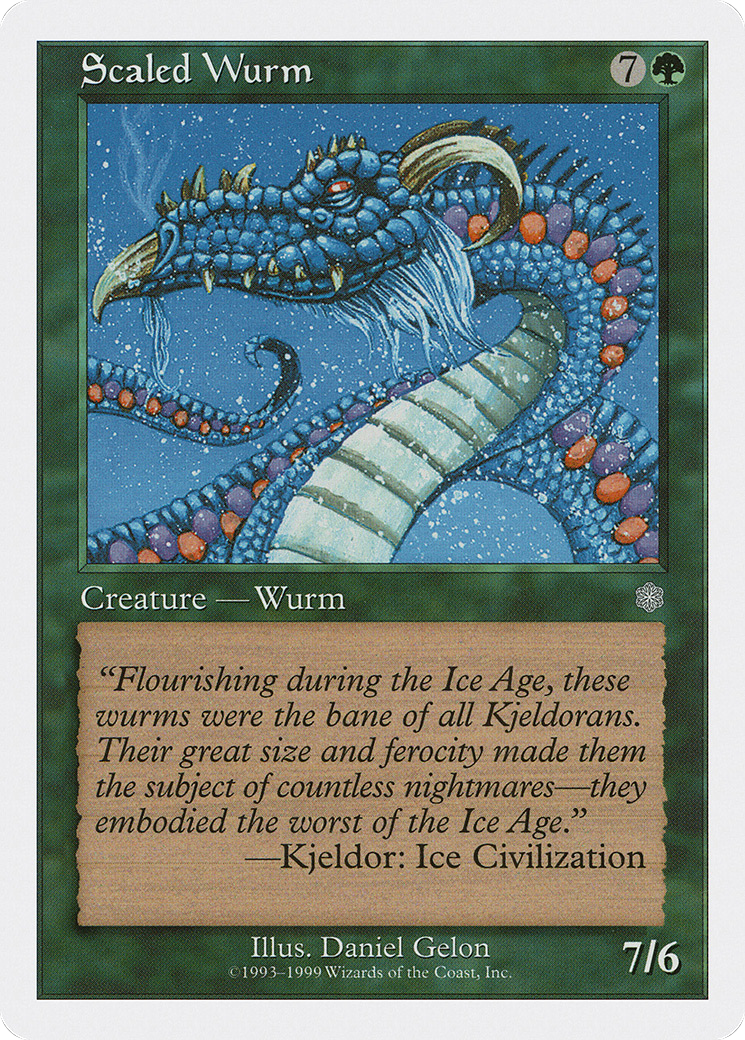 Scaled Wurm 7
Creature — Wurm
“Flourishing during the Ice Age, these
wurms were the bane of all Kjeldorans.
Their great size and ferocity made them
the subject of countless nightmares—they
embodied the worst of the Ice Age.”
—Kjeldor: Ice Civilization
Illus. Daniel Gelon
©1993–1999 Wizards of the Coast, Inc.
7/6